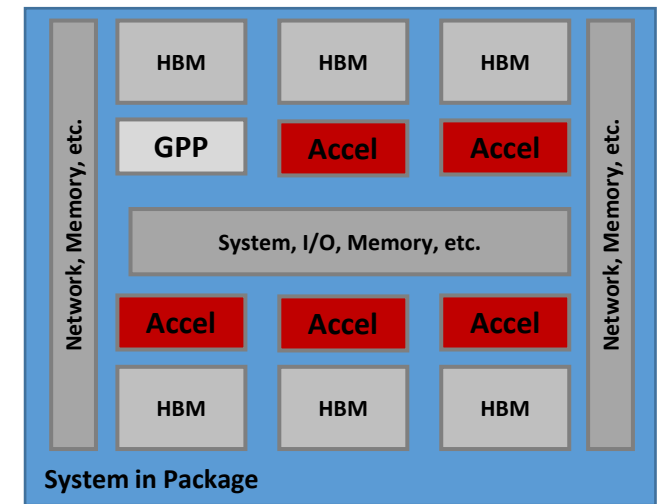 Network, Memory, etc.
HBM
HBM
HBM
GPP
Accel
Accel
System, I/O, Memory, etc.
Accel
Accel
Accel
HBM
HBM
HBM
Network, Memory, etc.
System in Package